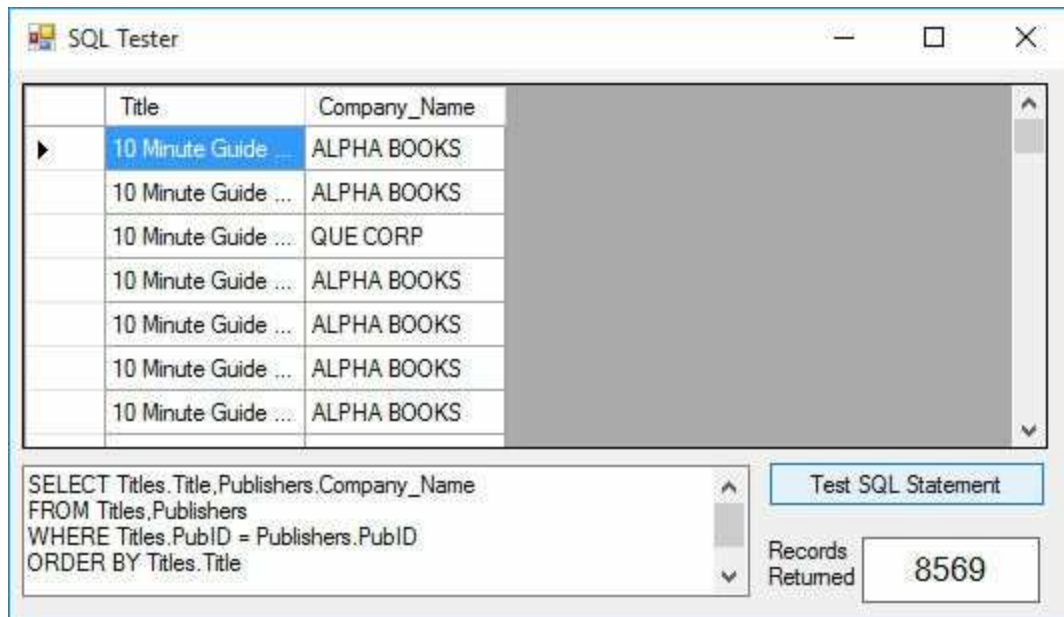 SQL Tester
Title Company_Name
10 Minute Guide ... ALPHA BOOKS
10 Minute Guide ... ALPHA BOOKS
10 Minute Guide ... QUE CORP
10 Minute Guide ... ALPHA BOOKS
10 Minute Guide ... ALPHA BOOKS
10 Minute Guide ... ALPHA BOOKS
10 Minute Guide ... ALPHA BOOKS
SELECT Titles.Title,Publishers.Company_Name
FROM Titles,Publishers
WHERE Titles.PubID = Publishers.PubID
ORDER BY Titles.Title
Test SQL Statement
Records
Returned
8569